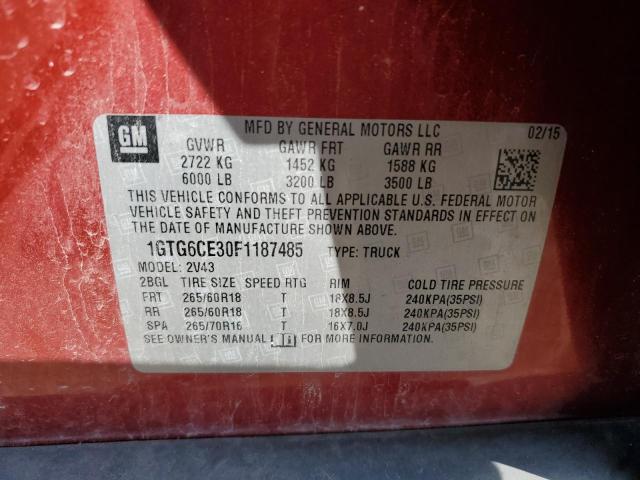 GM
MFD BY GENERAL MOTORS LLC 02/15
GVWR GAWR FRT GAWR RR
2722 KG 1452 KG 1588 KG
6000 LB 3200 LB 3500 LB
THIS VEHICLE CONFORMS TO ALL APPLICABLE U.S. FEDERAL MOTOR
VEHICLE SAFETY AND THEFT PREVENTION STANDARDS IN EFFECT ON
THE DATE OF MANUFACTURE SHOWN ABOVE.
1GTG6CE30F1187485 TYPE: TRUCK
MODEL: 2V43
2BGL TIRE SIZE SPEED RTG RIM COLD TIRE PRESSURE
FRT 265/60R18 T 18X8.5J 240KPA(35PSI)
RR 265/60R18 T 18X8.5J 240KPA(35PSI)
SPA 265/70R16 T 16X7.0J 240KPA(35PSI)
SEE OWNER'S MANUAL FOR MORE INFORMATION.